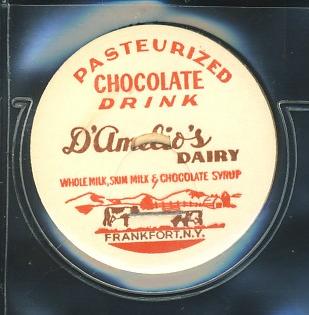 PASTEURIZED
CHOCOLATE
DRINK
D'Amelio's
DAIRY
WHOLE MILK, SKIM MILK & CHOCOLATE SYRUP
FRANKFORT, N.Y.